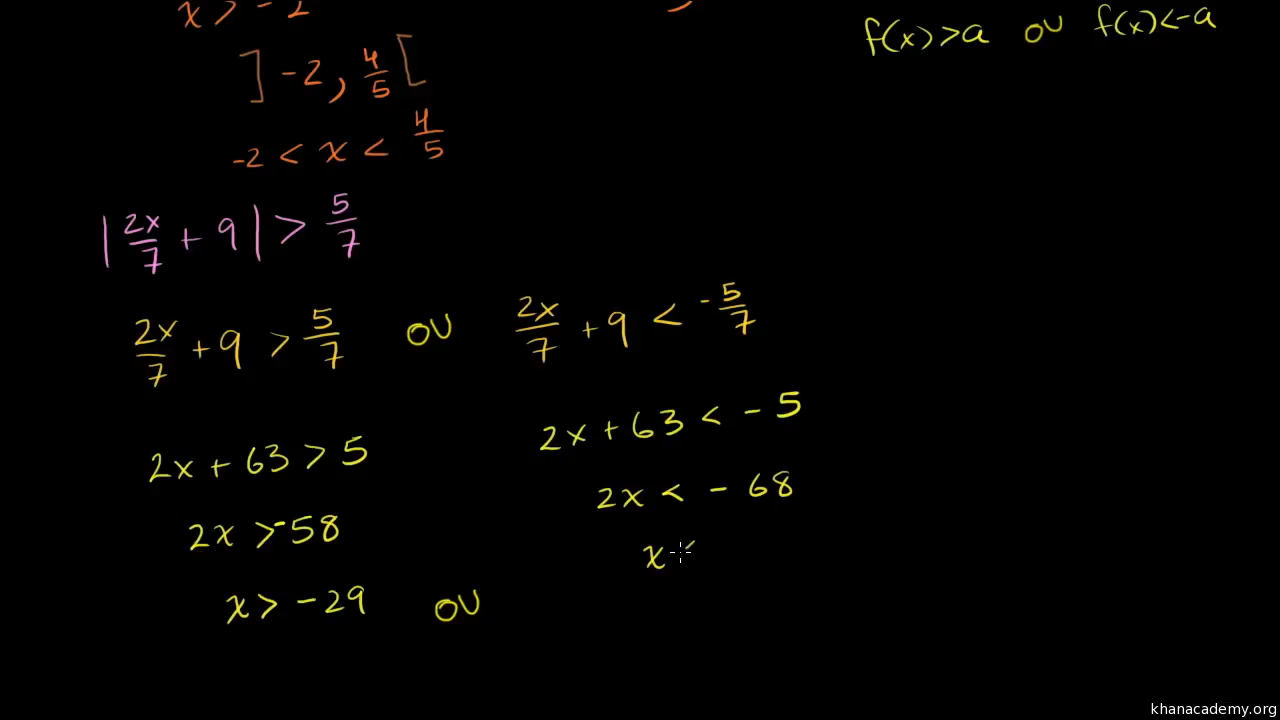 x > -2
f(x)>a ou f(x)<-a
]-2, 4/5[
-2 < x < 4/5
|2x/7 + 9| > 5/7
2x/7 + 9 > 5/7 ou 2x/7 + 9 < -5/7
2x + 63 > 5
2x + 63 < -5
2x > -58
2x < -68
x > -29 ou
x <
khanacademy.org